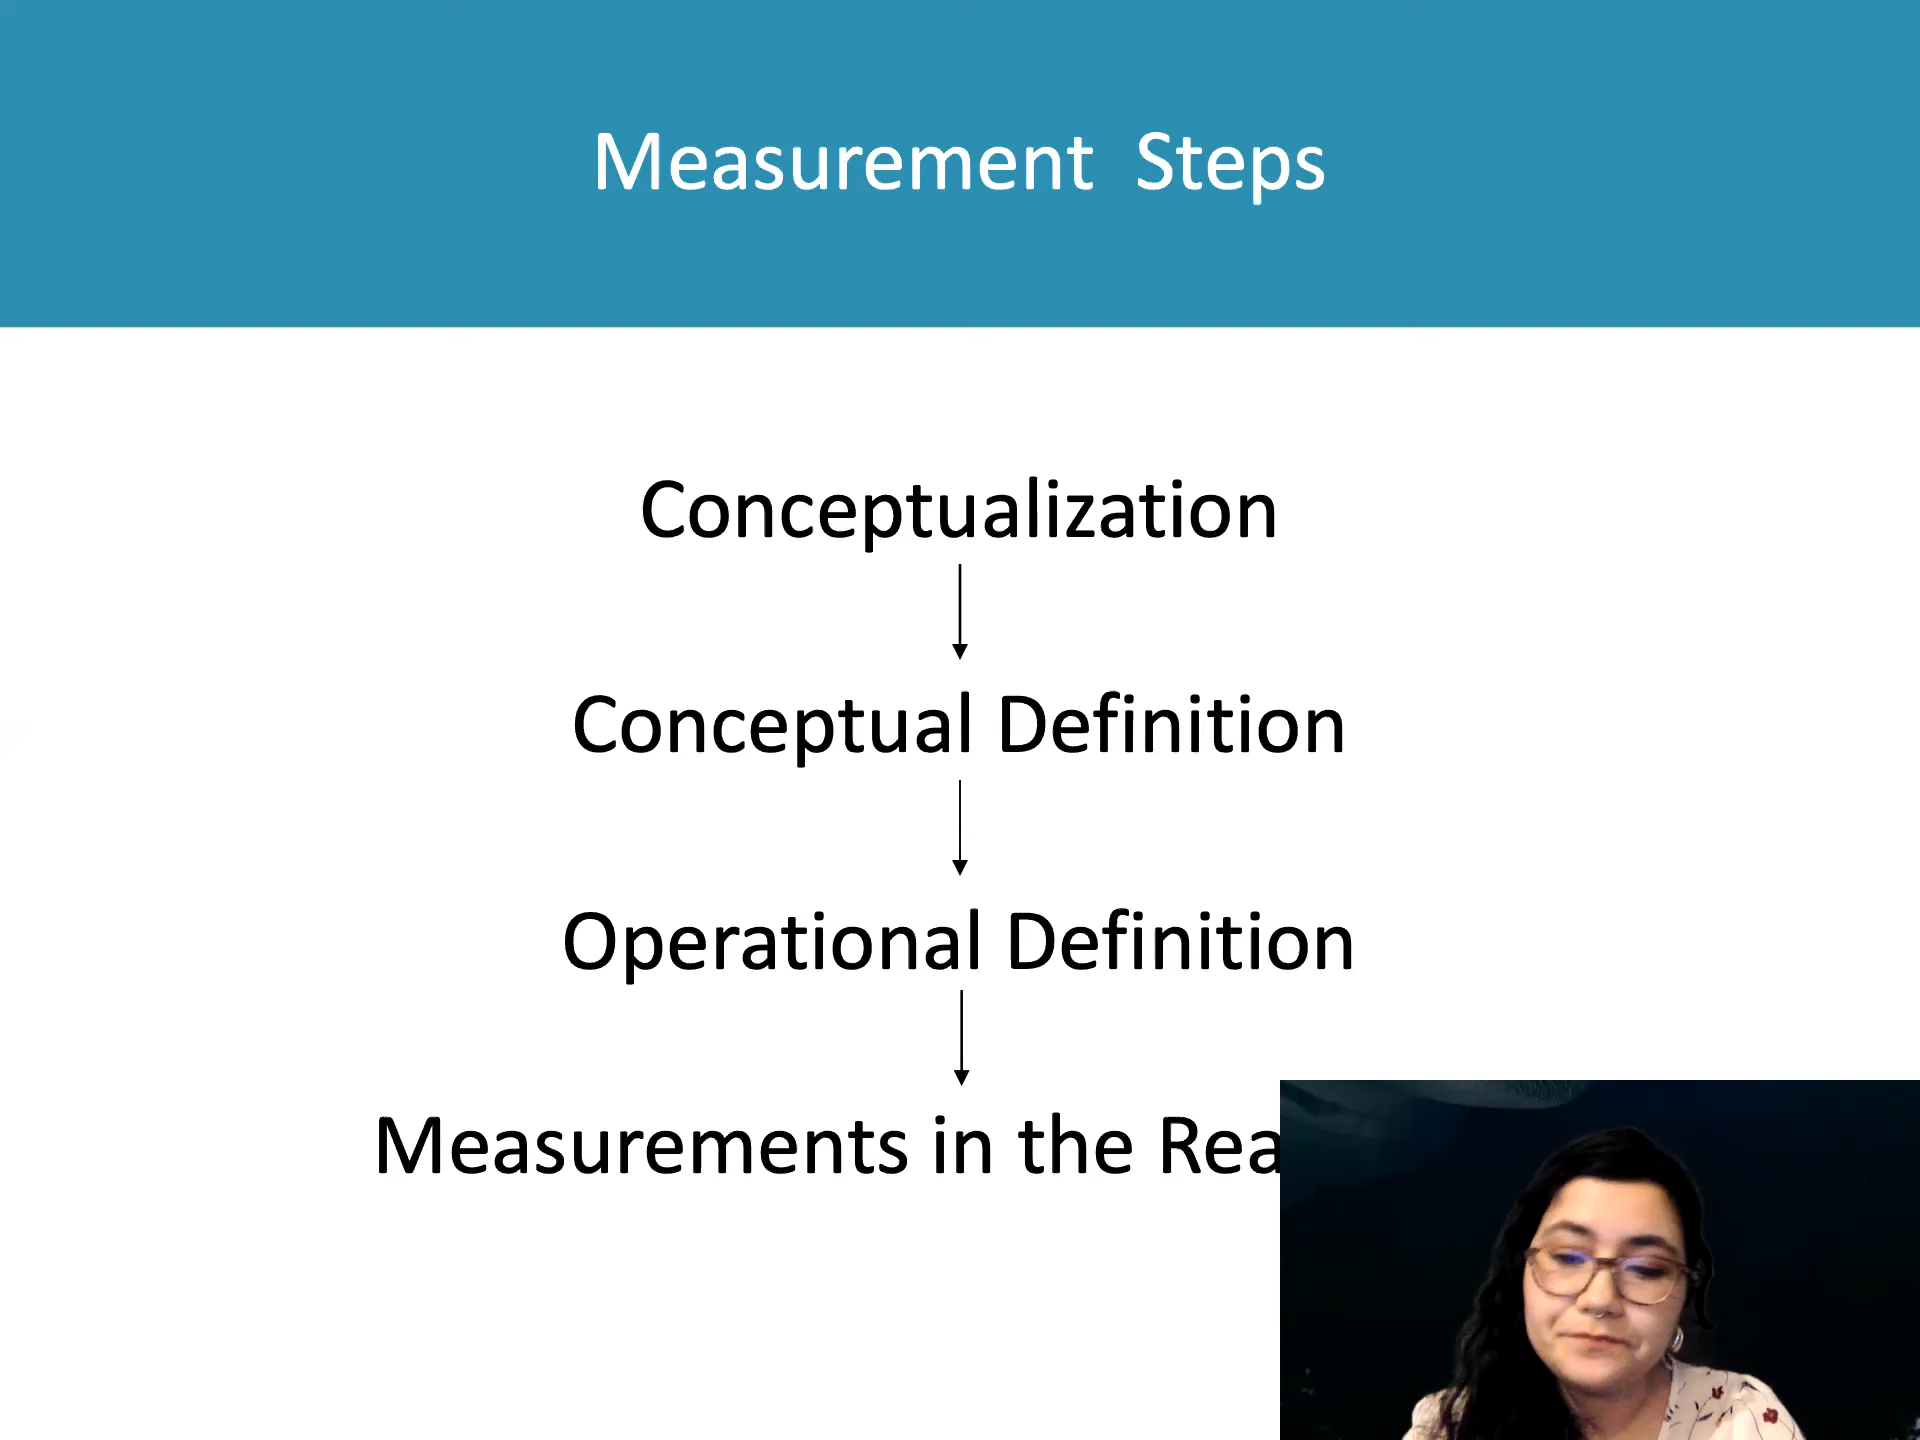 Measurement Steps
Conceptualization
Conceptual Definition
Operational Definition
Measurements in the Rea